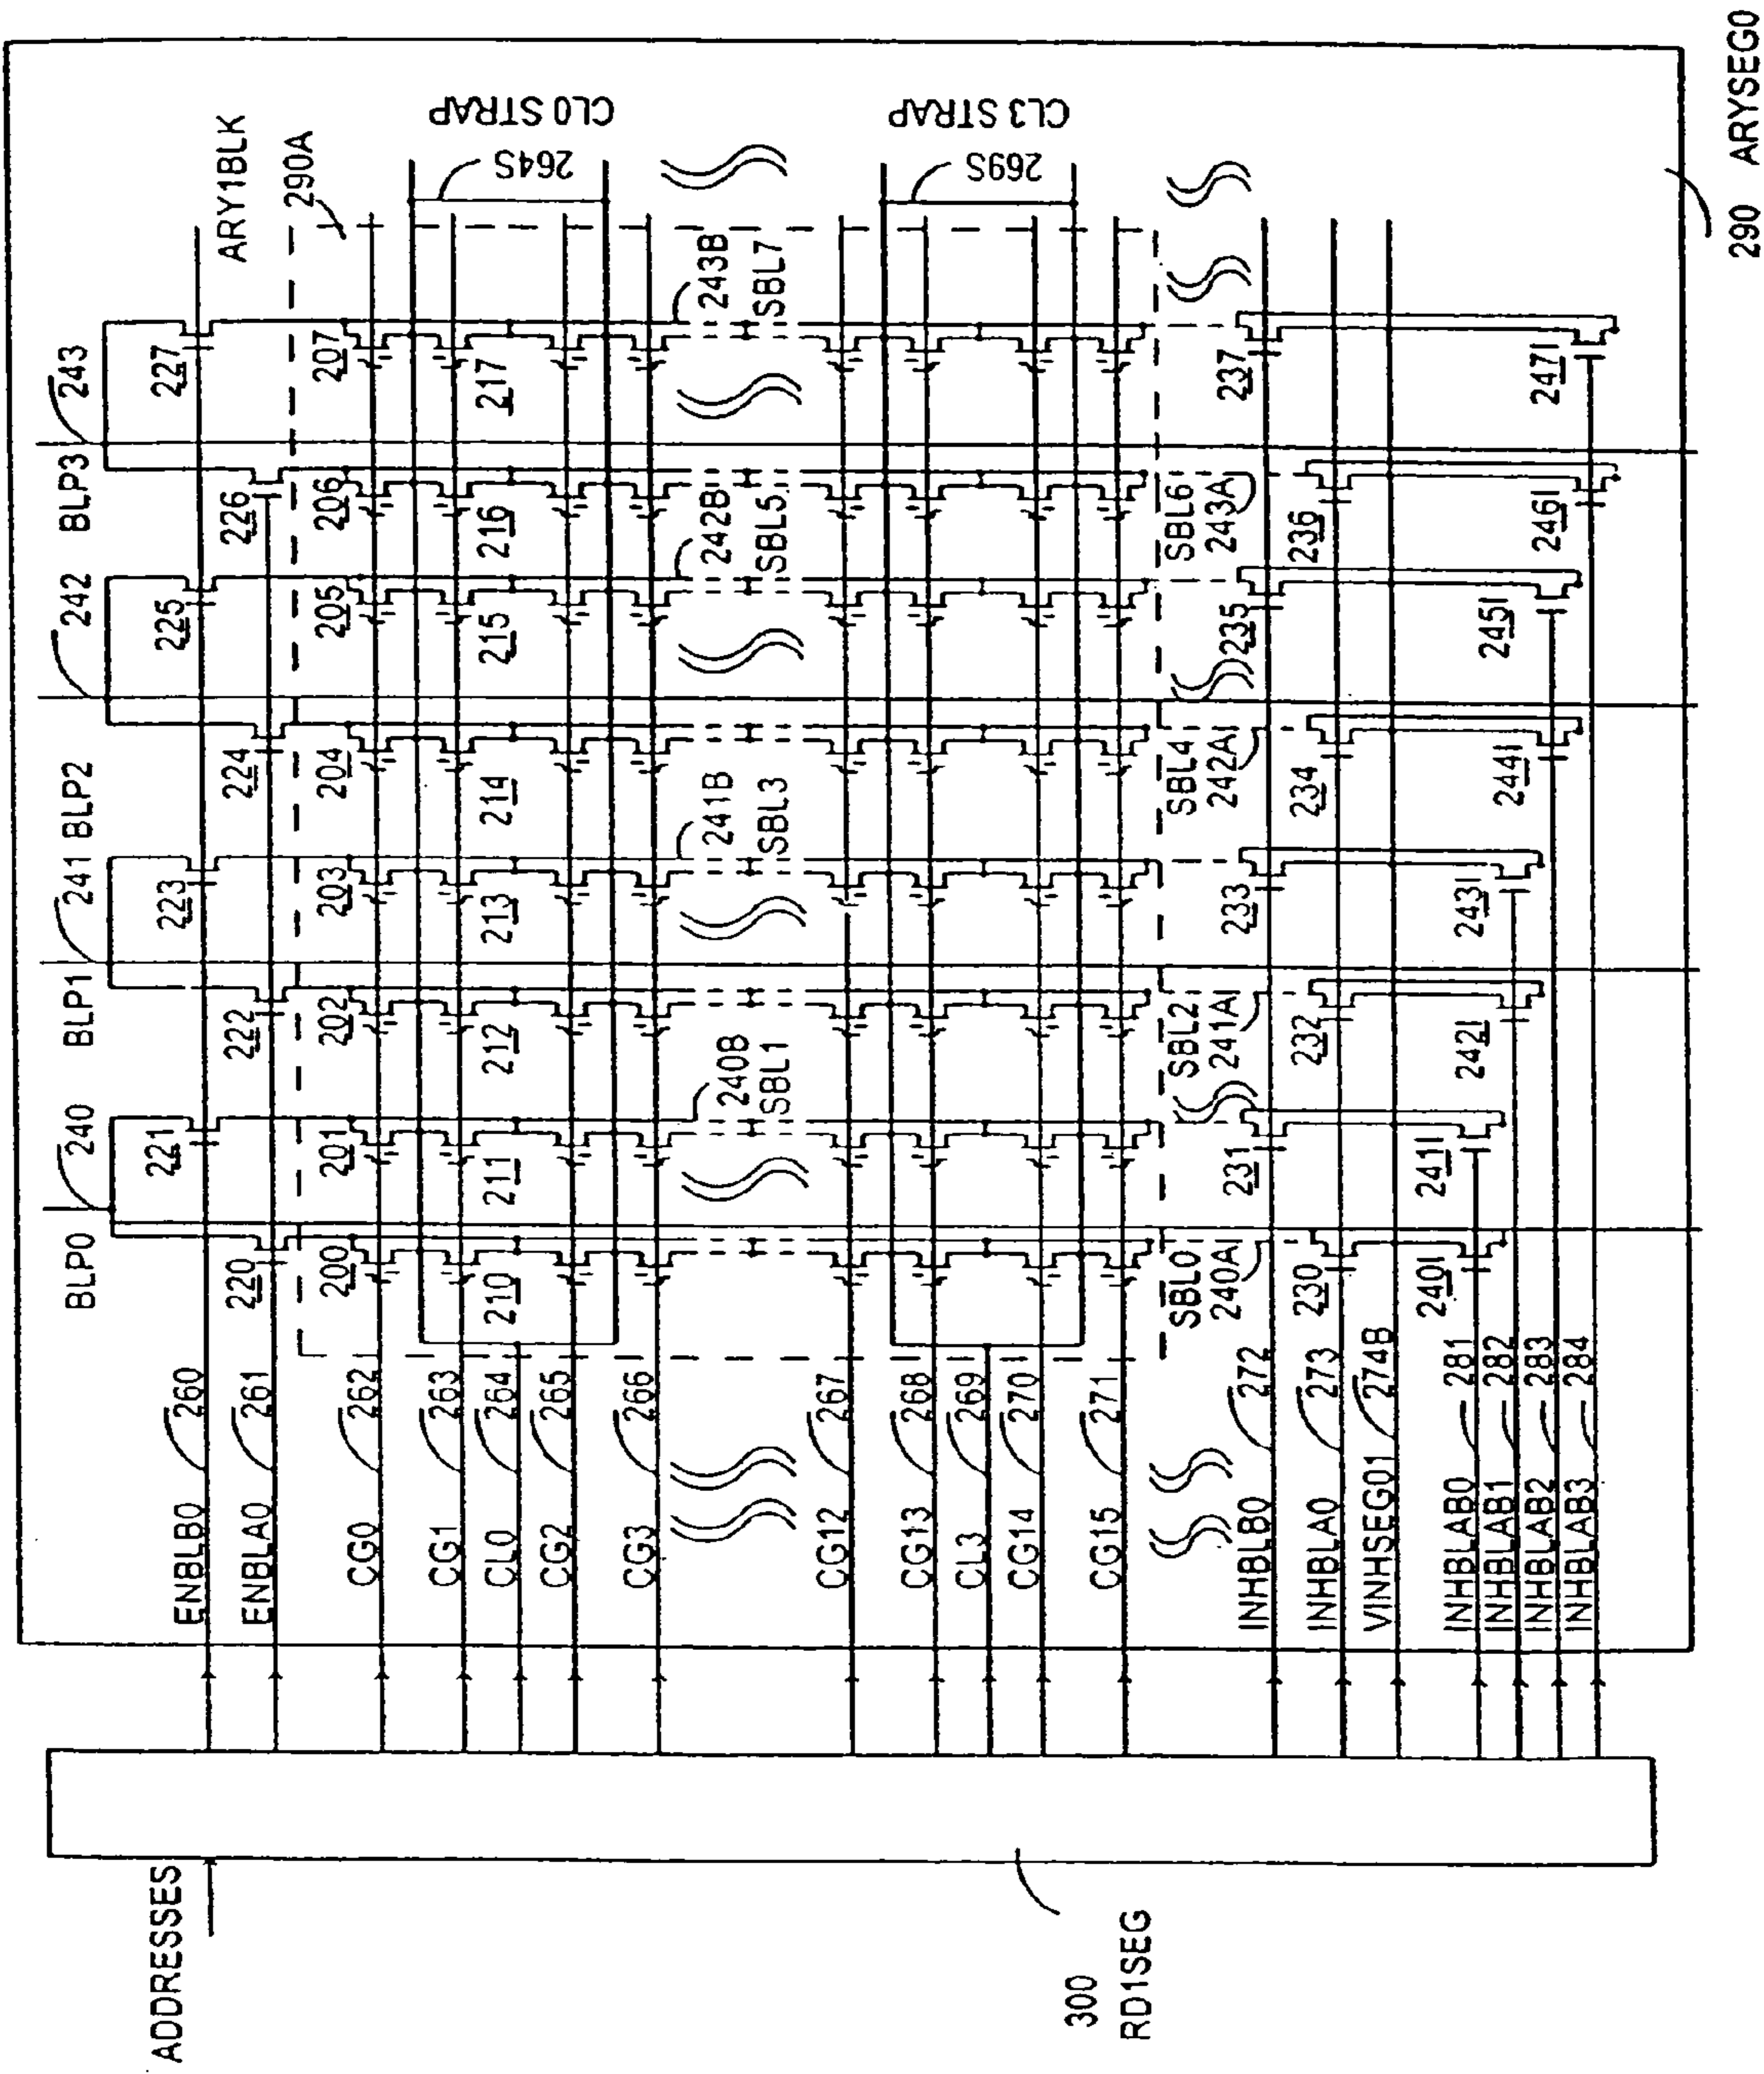 BLP0
240
BLP1
241
BLP2
242
BLP3
243
ENBLB0
260
221
223
225
227
ARY1BLK
ENBLA0
261
220
222
224
226
290A
CG0
262
200
201
202
203
204
205
206
207
CG1
263
CL0
264
210
211
212
213
214
215
216
217
264S
CL0 STRAP
CG2
265
CG3
266
240B
SBL1
241B
SBL3
242B
SBL5
243B
SBL7
CG12
267
CG13
268
CL3
269
269S
CL3 STRAP
CG14
270
CG15
271
SBL0
240A
SBL2
241A
SBL4
242A
SBL6
243A
INHBLB0
272
231
233
235
237
INHBLA0
273
230
232
234
236
VINHSEG01
274B
INHBLAB0
281
240I
241I
INHBLAB1
282
242I
243I
INHBLAB2
283
244I
245I
INHBLAB3
284
246I
247I
ADDRESSES
300
RD1SEG
290 ARYSEG0